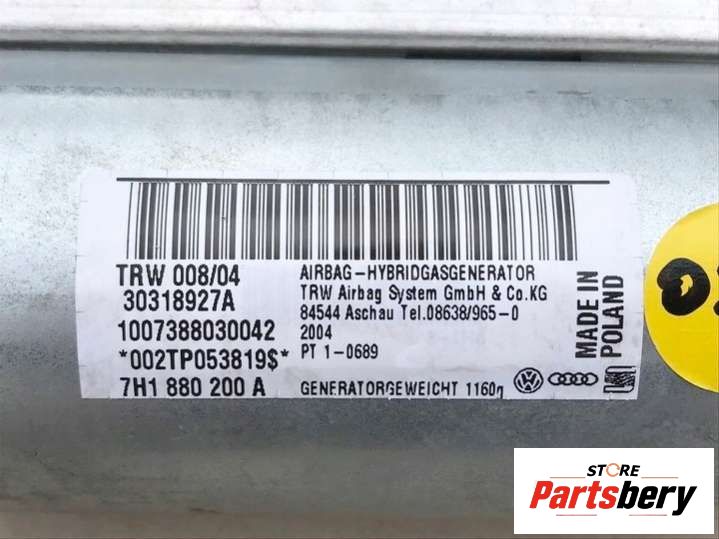 TRW 008/04
30318927A
1007388030042
*002TP053819$*
7H1 880 200 A
AIRBAG-HYBRIDGASGENERATOR
TRW Airbag System GmbH & Co.KG
84544 Aschau Tel.08638/965-0
2004
PT 1-0689
GENERATORGEWEICHT 1160g
MADE IN
POLAND
STORE
Partsbery